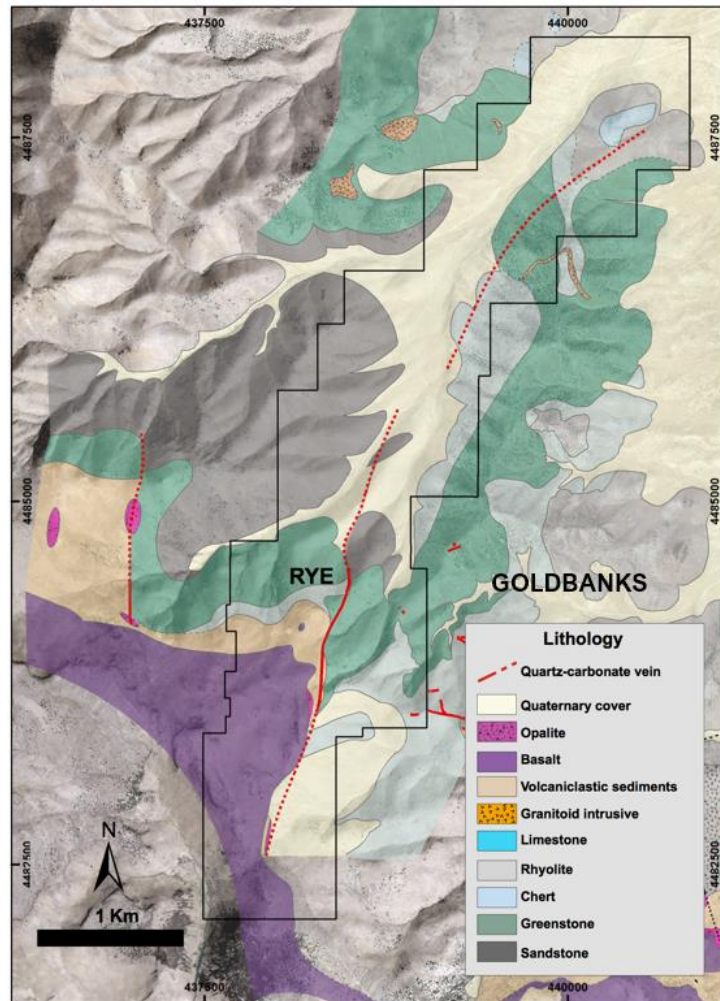 437500
440000
4487500
4487500
4485000
4485000
RYE
GOLDBANKS
Lithology
Quartz-carbonate vein
Quaternary cover
Opalite
Basalt
Volcaniclastic sediments
Granitoid intrusive
Limestone
Rhyolite
Chert
Greenstone
Sandstone
4482500
4482500
N
1 Km
437500
440000